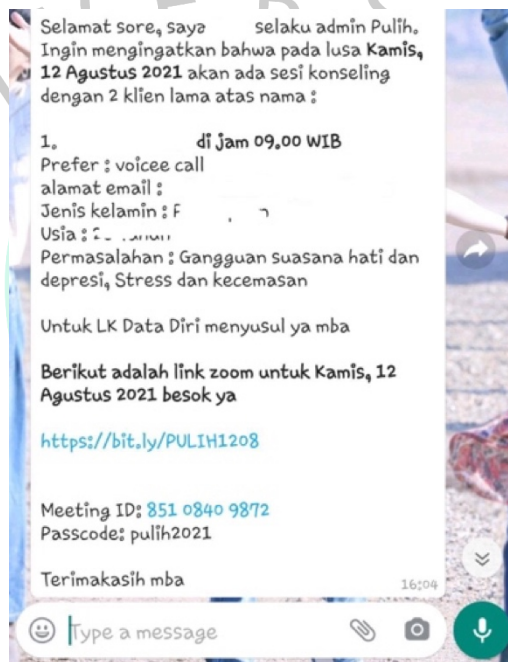 Selamat sore, saya selaku admin Pulih.
Ingin mengingatkan bahwa pada lusa Kamis,
12 Agustus 2021 akan ada sesi konseling
dengan 2 klien lama atas nama :
1. di jam 09.00 WIB
Prefer : voicee call
alamat email :
Jenis kelamin :
Usia :
Permasalahan : Gangguan suasana hati dan
depresi, Stress dan kecemasan
Untuk LK Data Diri menyusul ya mba
Berikut adalah link zoom untuk Kamis, 12
Agustus 2021 besok ya
https://bit.ly/PULIH1208
Meeting ID: 851 0840 9872
Passcode: pulih2021
Terimakasih mba
16:04
Type a message